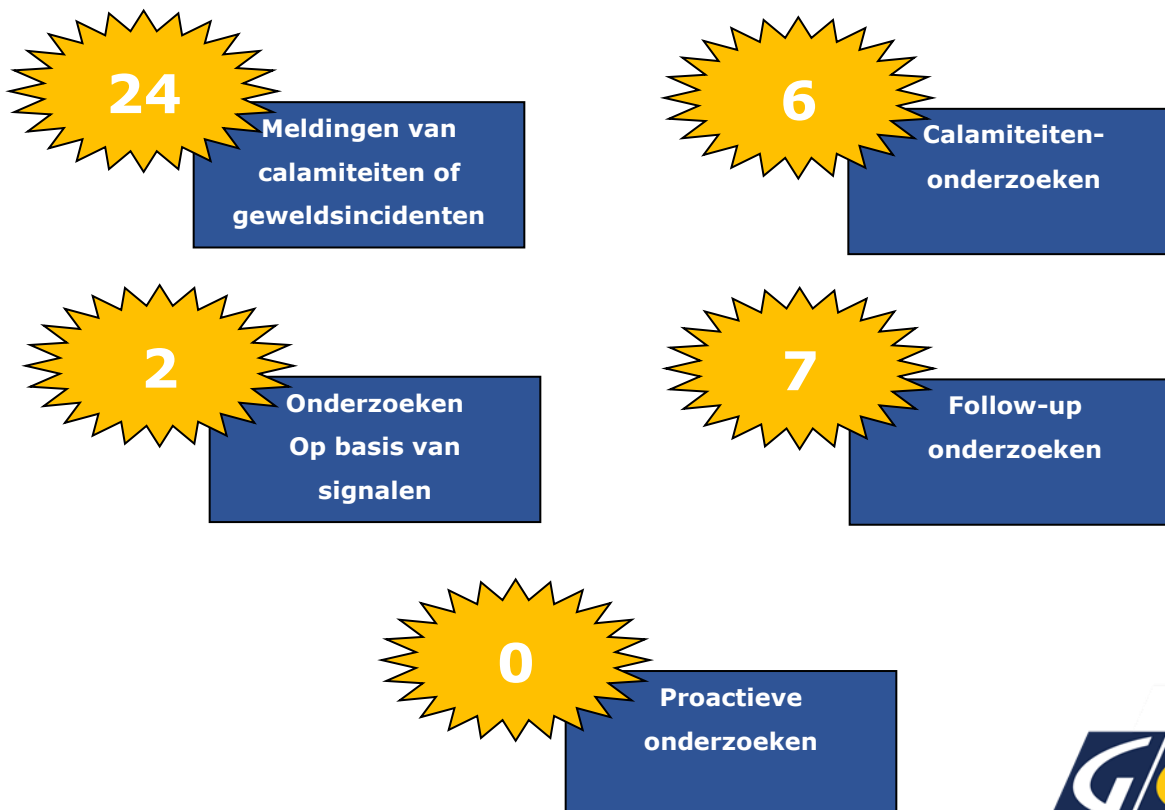 24
Meldingen van
calamiteiten of
geweldsincidenten
6
Calamiteiten-
onderzoeken
2
Onderzoeken
Op basis van
signalen
7
Follow-up
onderzoeken
0
Proactieve
onderzoeken
G